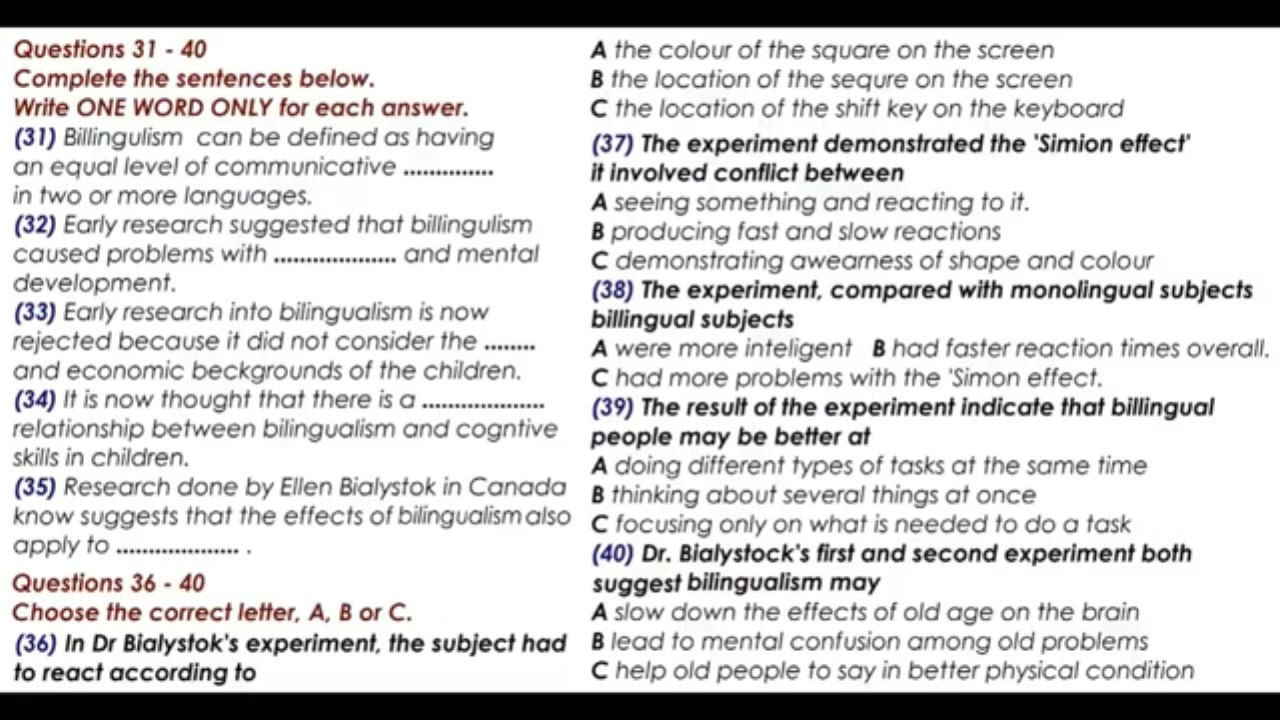 Questions 31 - 40
Complete the sentences below.
Write ONE WORD ONLY for each answer.
(31) Billingulism can be defined as having
an equal level of communicative ..............
in two or more languages.
(32) Early research suggested that billingulism
caused problems with ................... and mental
development.
(33) Early research into bilingualism is now
rejected because it did not consider the ........
and economic beckgrounds of the children.
(34) It is now thought that there is a ...................
relationship between bilingualism and cogntive
skills in children.
(35) Research done by Ellen Bialystok in Canada
know suggests that the effects of bilingualism also
apply to ................... .
Questions 36 - 40
Choose the correct letter, A, B or C.
(36) In Dr Bialystok's experiment, the subject had
to react according to
A the colour of the square on the screen
B the location of the sequre on the screen
C the location of the shift key on the keyboard
(37) The experiment demonstrated the 'Simion effect'
it involved conflict between
A seeing something and reacting to it.
B producing fast and slow reactions
C demonstrating awearness of shape and colour
(38) The experiment, compared with monolingual subjects
billingual subjects
A were more inteligent B had faster reaction times overall.
C had more problems with the 'Simon effect.
(39) The result of the experiment indicate that billingual
people may be better at
A doing different types of tasks at the same time
B thinking about several things at once
C focusing only on what is needed to do a task
(40) Dr. Bialystock's first and second experiment both
suggest bilingualism may
A slow down the effects of old age on the brain
B lead to mental confusion among old problems
C help old people to say in better physical condition